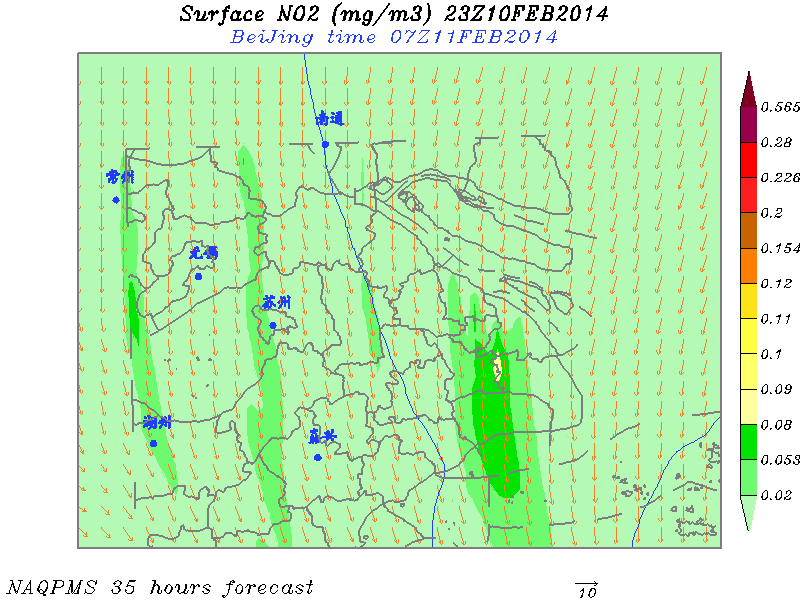 Surface NO2 (mg/m3) 23Z10FEB2014
BeiJing time 07Z11FEB2014
南通
常州
无锡
苏州
湖州
嘉兴
0.565
0.28
0.226
0.2
0.154
0.12
0.11
0.1
0.09
0.08
0.053
0.02
NAQPMS 35 hours forecast
10